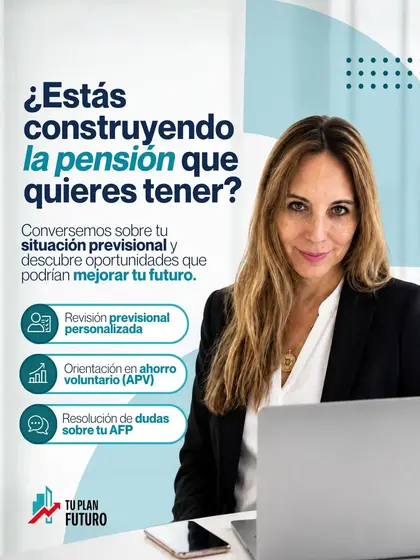 ¿Estás
construyendo
la pensión que
quieres tener?
Conversemos sobre tu
situación previsional y
descubre oportunidades que
podrían mejorar tu futuro.
Revisión previsional
personalizada
Orientación en ahorro
voluntario (APV)
Resolución de dudas
sobre tu AFP
TU PLAN
FUTURO